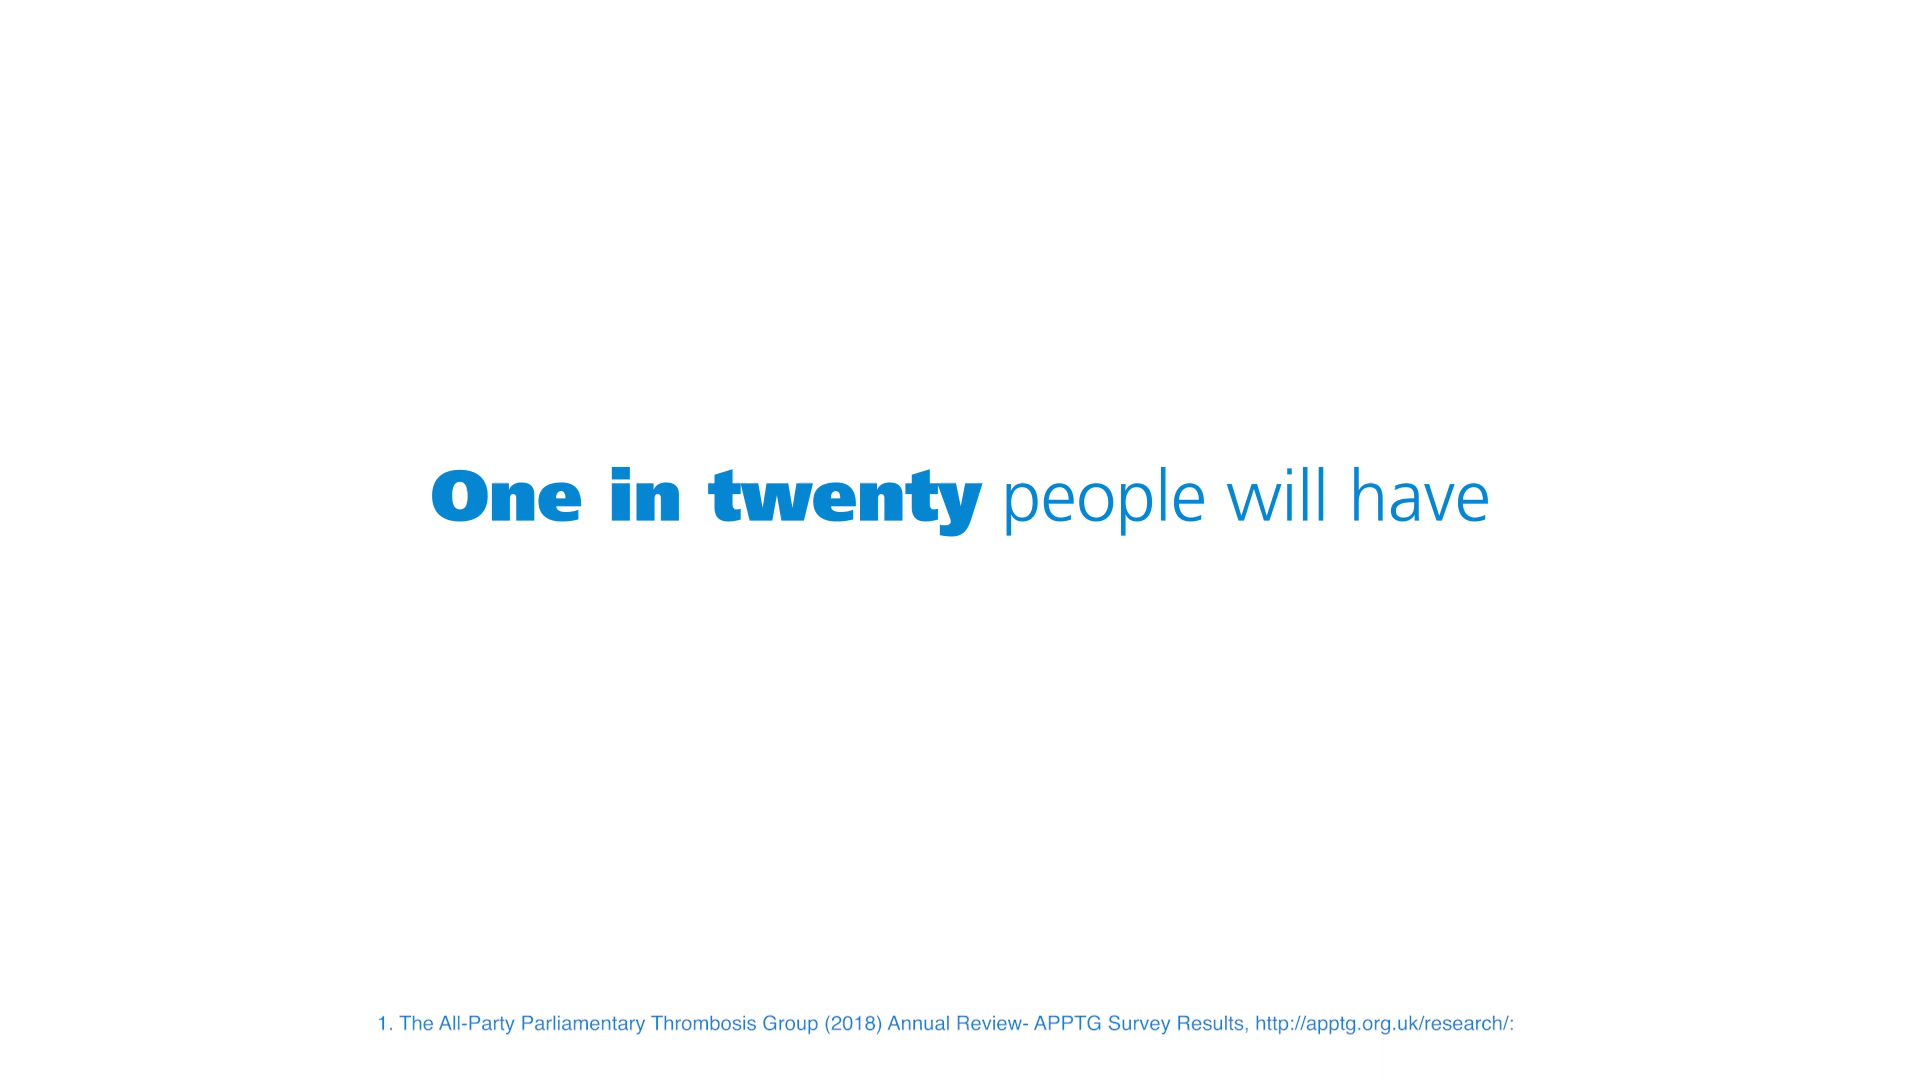 One in twenty people will have
1. The All-Party Parliamentary Thrombosis Group (2018) Annual Review- APPTG Survey Results, http://apptg.org.uk/research/: